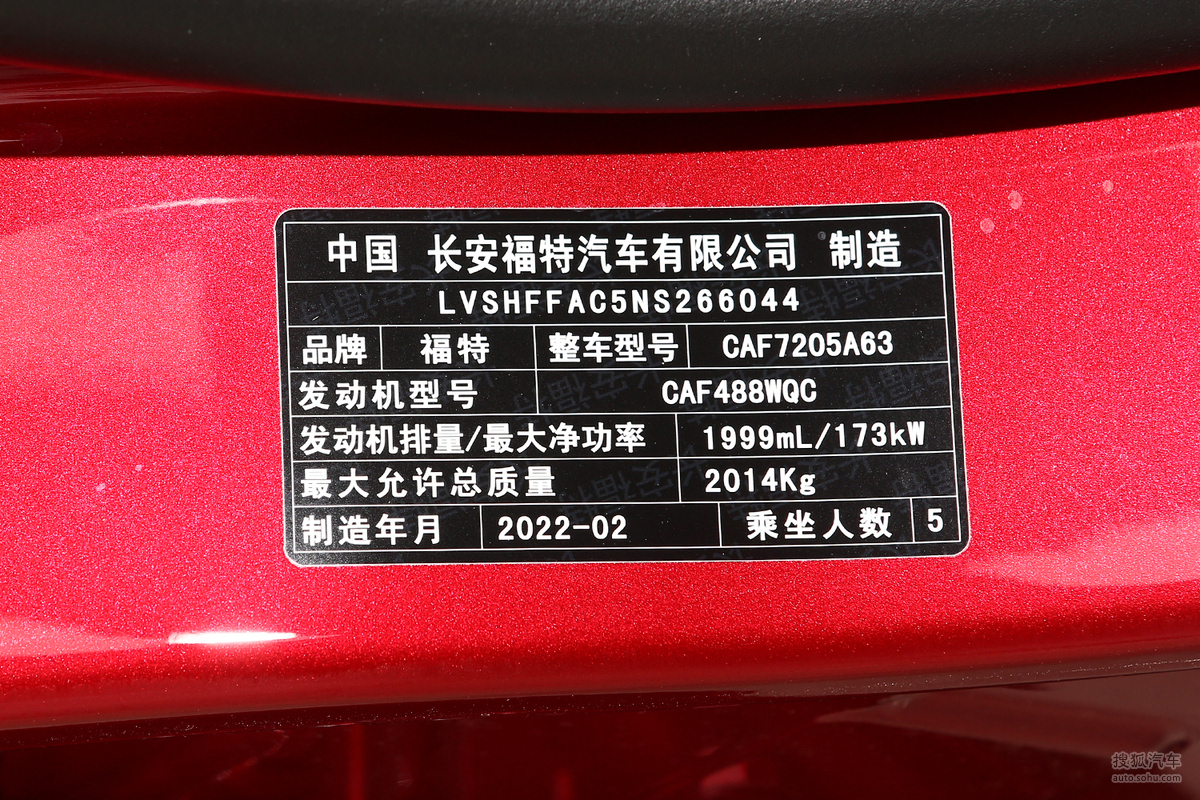 中国 长安福特汽车有限公司 制造
LVSHFFAC5NS266044
品牌 福特 整车型号 CAF7205A63
发动机型号 CAF488WQC
发动机排量/最大净功率 1999mL/173kW
最大允许总质量 2014Kg
制造年月 2022-02 乘坐人数 5
搜狐汽车
auto.sohu.com